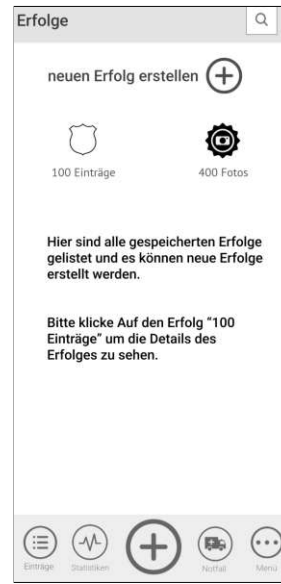 Erfolge
neuen Erfolg erstellen
100 Einträge
400 Fotos
Hier sind alle gespeicherten Erfolge
gelistet und es können neue Erfolge
erstellt werden.
Bitte klicke Auf den Erfolg "100
Einträge" um die Details des
Erfolges zu sehen.
Einträge
Statistiken
Notfall
Menü